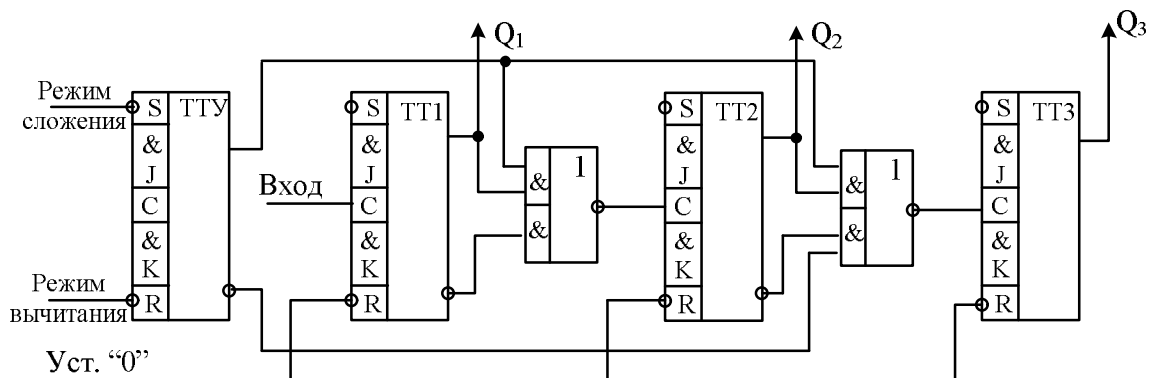 Q1
Q2
Q3
Режим сложения
S ТТУ
&
J
C
&
K
R
Режим вычитания
Уст. “0”
Вход
S ТТ1
&
J
C
&
K
R
& 1
&
S ТТ2
&
J
C
&
K
R
& 1
&
S ТТ3
&
J
C
&
K
R